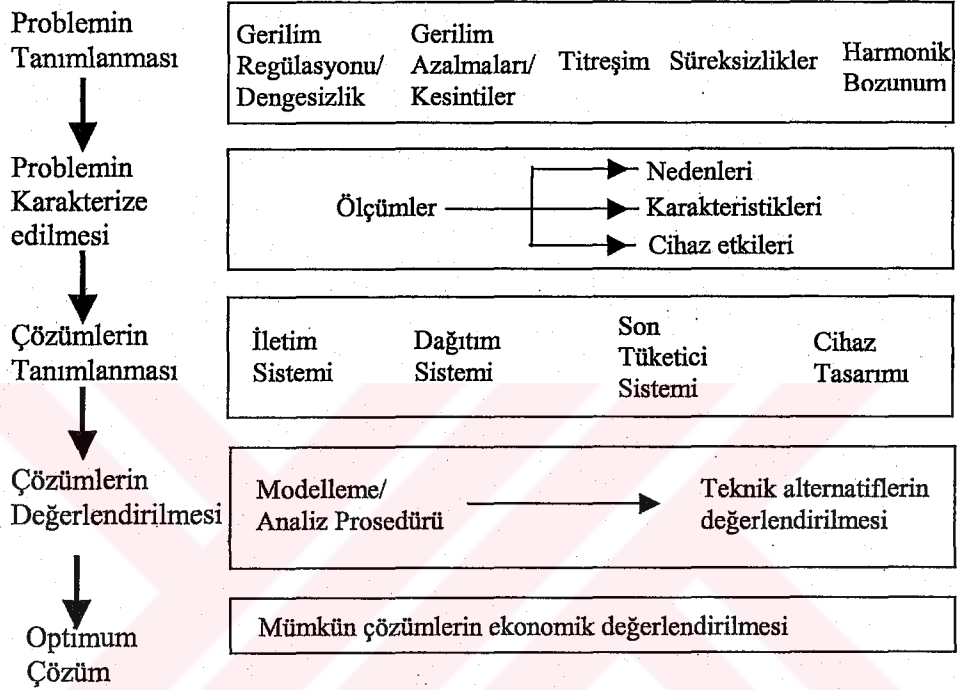 Problemin
Tanımlanması
Gerilim
Regülasyonu/
Dengesizlik
Gerilim
Azalmaları/
Kesintiler
Titreşim
Süreksizlikler
Harmonik
Bozunum
Problemin
Karakterize
edilmesi
Ölçümler
Nedenleri
Karakteristikleri
Cihaz etkileri
Çözümlerin
Tanımlanması
İletim
Sistemi
Dağıtım
Sistemi
Son
Tüketici
Sistemi
Cihaz
Tasarımı
Çözümlerin
Değerlendirilmesi
Modelleme/
Analiz Prosedürü
Teknik alternatiflerin
değerlendirilmesi
Optimum
Çözüm
Mümkün çözümlerin ekonomik değerlendirilmesi